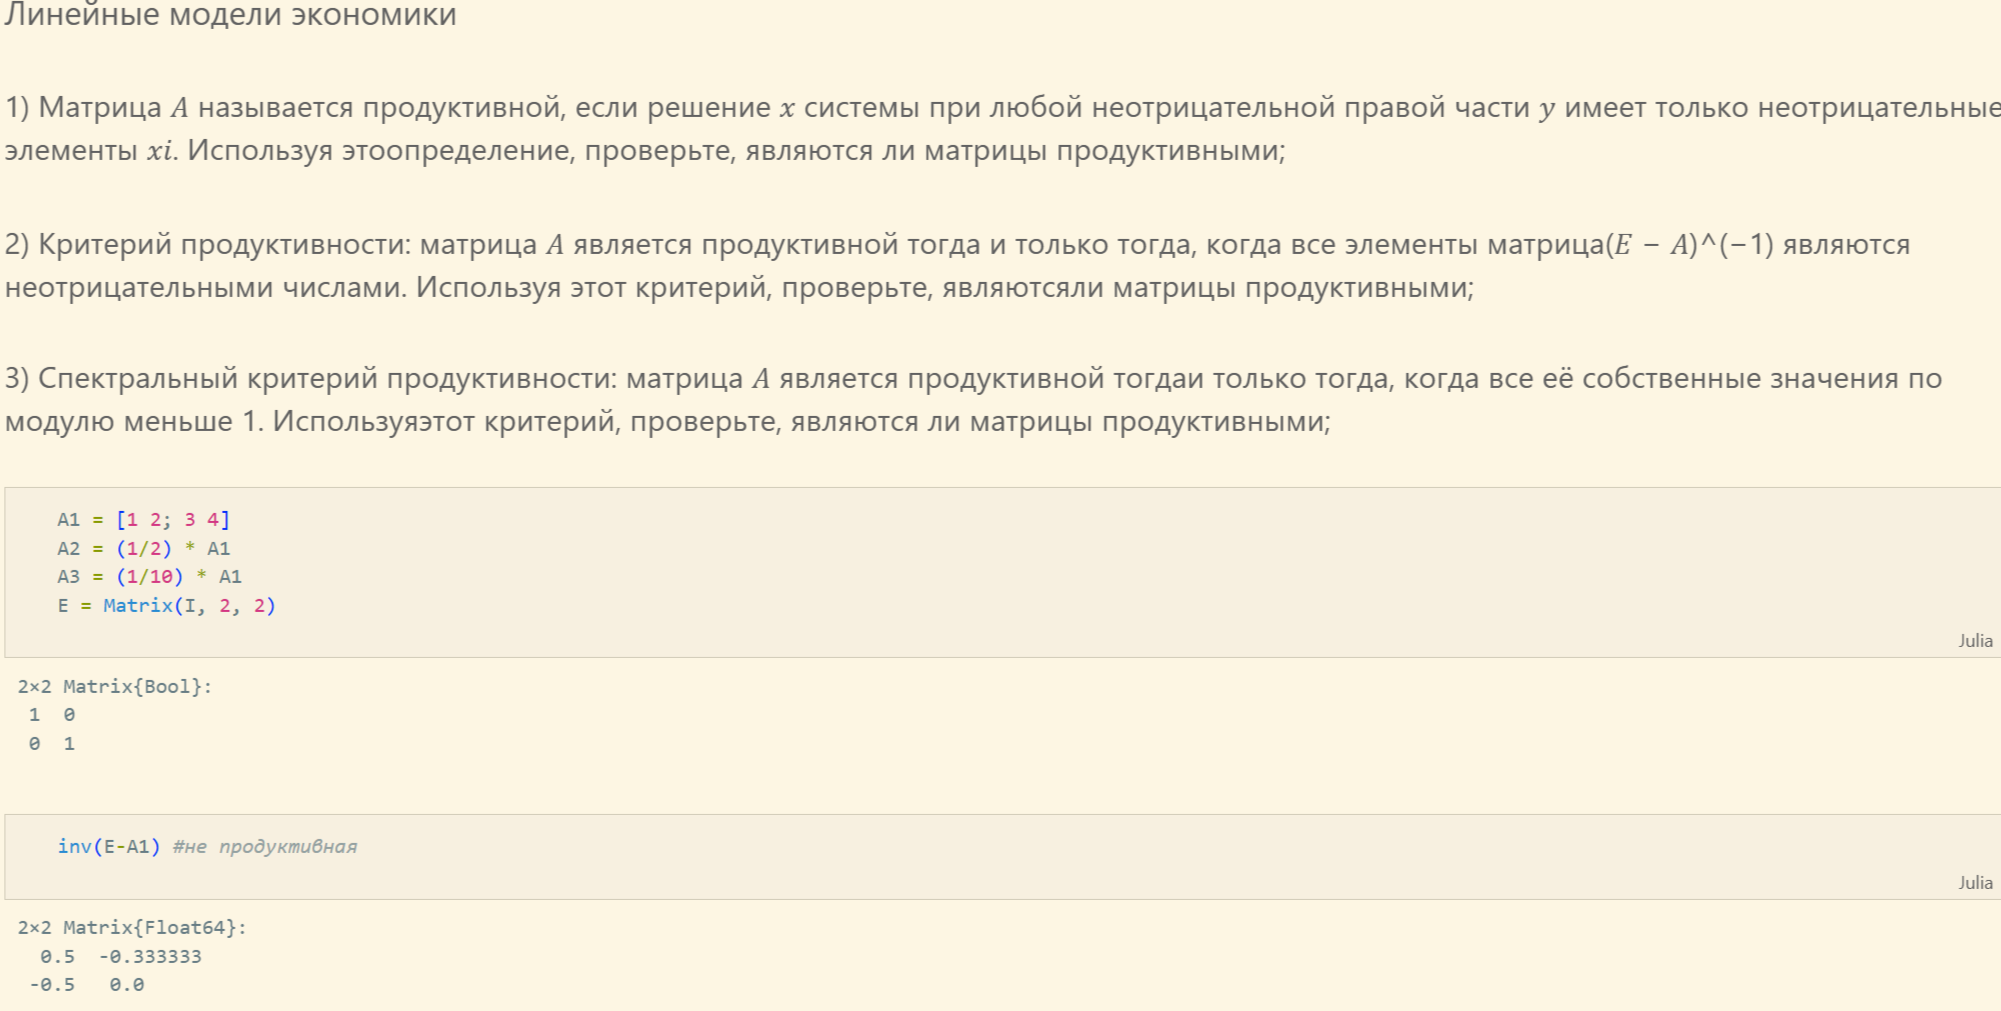 Линейные модели экономики
1) Матрица A называется продуктивной, если решение x системы при любой неотрицательной правой части y имеет только неотрицательные
элементы xi. Используя этоопределение, проверьте, являются ли матрицы продуктивными;
2) Критерий продуктивности: матрица A является продуктивной тогда и только тогда, когда все элементы матрица(E − A)^(−1) являются
неотрицательными числами. Используя этот критерий, проверьте, являютсяли матрицы продуктивными;
3) Спектральный критерий продуктивности: матрица A является продуктивной тогдаи только тогда, когда все её собственные значения по
модулю меньше 1. Используяэтот критерий, проверьте, являются ли матрицы продуктивными;
A1 = [1 2; 3 4]
A2 = (1/2) * A1
A3 = (1/10) * A1
E = Matrix(I, 2, 2)
Julia
2×2 Matrix{Bool}:
1 0
0 1
inv(E-A1) #не продуктивная
Julia
2×2 Matrix{Float64}:
0.5 -0.333333
-0.5 0.0